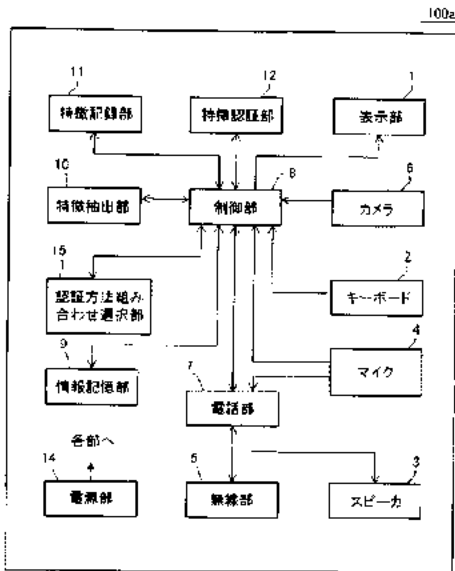 100a
11
特徴記録部
12
特徴認証部
1
表示部
10
特徴抽出部
8
制御部
6
カメラ
15
認証方法組み
合わせ選択部
2
キーボード
9
情報記憶部
7
電話部
4
マイク
各部へ
14
電源部
5
無線部
3
スピーカ